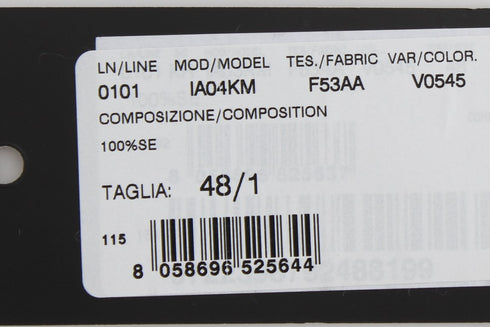 LN/LINE MOD/MODEL TES./FABRIC VAR/COLOR.
0101 IA04KM F53AA V0545
COMPOSIZIONE/COMPOSITION
100%SE
TAGLIA: 48/1
115
8 058696 525644